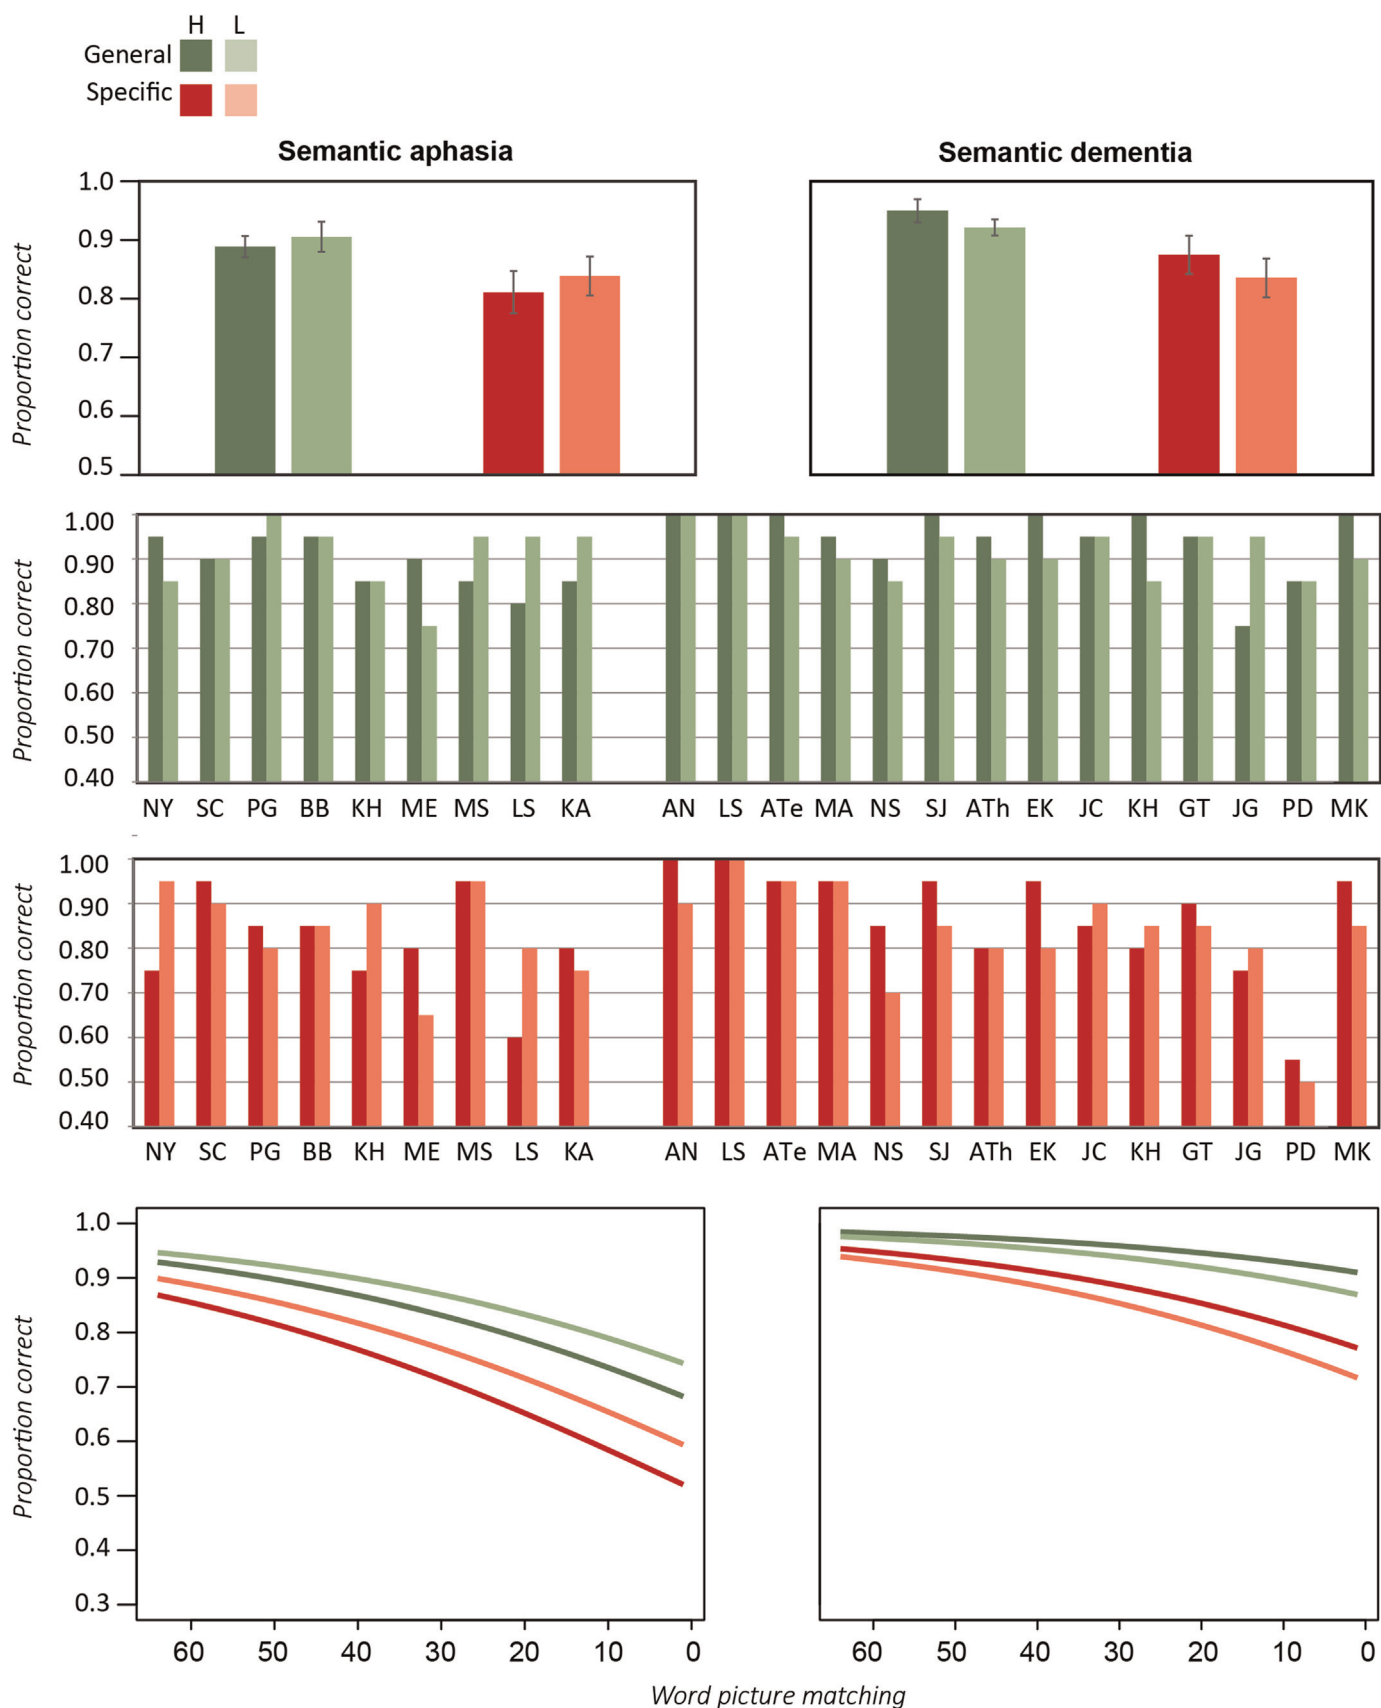 H L
General
Specific
Semantic aphasia
Semantic dementia
Proportion correct
1.0
0.9
0.8
0.7
0.6
0.5
Proportion correct
1.00
0.90
0.80
0.70
0.60
0.50
0.40
NY SC PG BB KH ME MS LS KA AN LS ATe MA NS SJ ATh EK JC KH GT JG PD MK
Proportion correct
1.00
0.90
0.80
0.70
0.60
0.50
0.40
NY SC PG BB KH ME MS LS KA AN LS ATe MA NS SJ ATh EK JC KH GT JG PD MK
Proportion correct
1.0
0.9
0.8
0.7
0.6
0.5
0.4
0.3
60 50 40 30 20 10 0 60 50 40 30 20 10 0
Word picture matching